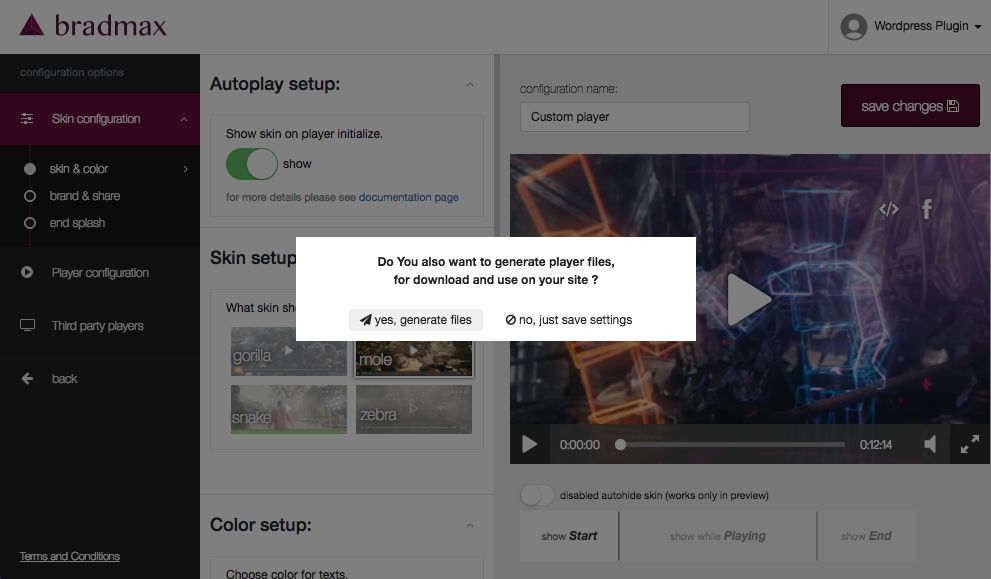 bradmax
Wordpress Plugin
configuration options
Skin configuration
skin & color
brand & share
end splash
Player configuration
Third party players
back
Terms and Conditions
Autoplay setup:
Show skin on player initialize.
show
for more details please see documentation page
Skin setup
What skin sh
gorilla
mole
snake
zebra
Color setup:
Choose color for texts.
configuration name:
Custom player
save changes
Do You also want to generate player files,
for download and use on your site ?
yes, generate files
no, just save settings
0:00:00
0:12:14
disabled autohide skin (works only in preview)
show Start
show while Playing
show End